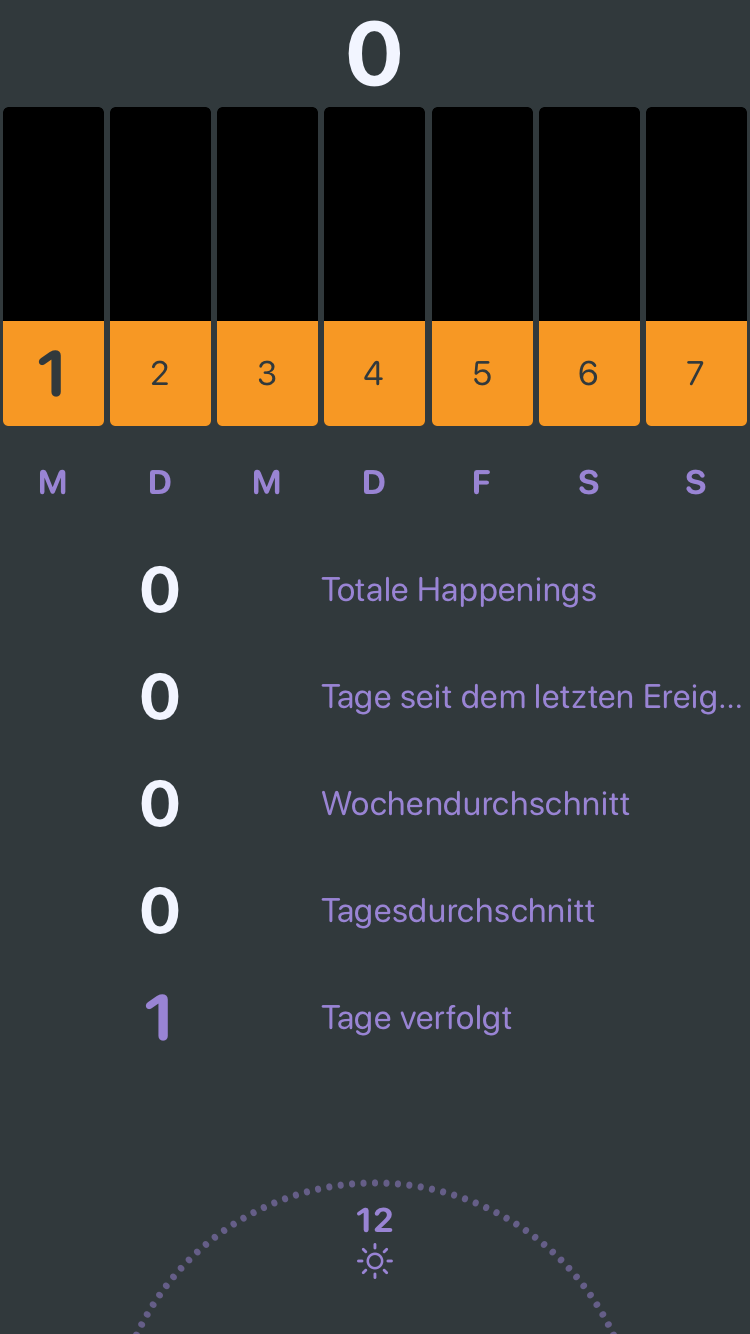 0
1 2 3 4 5 6 7
M D M D F S S
0 Totale Happenings
0 Tage seit dem letzten Ereig...
0 Wochendurchschnitt
0 Tagesdurchschnitt
1 Tage verfolgt
12